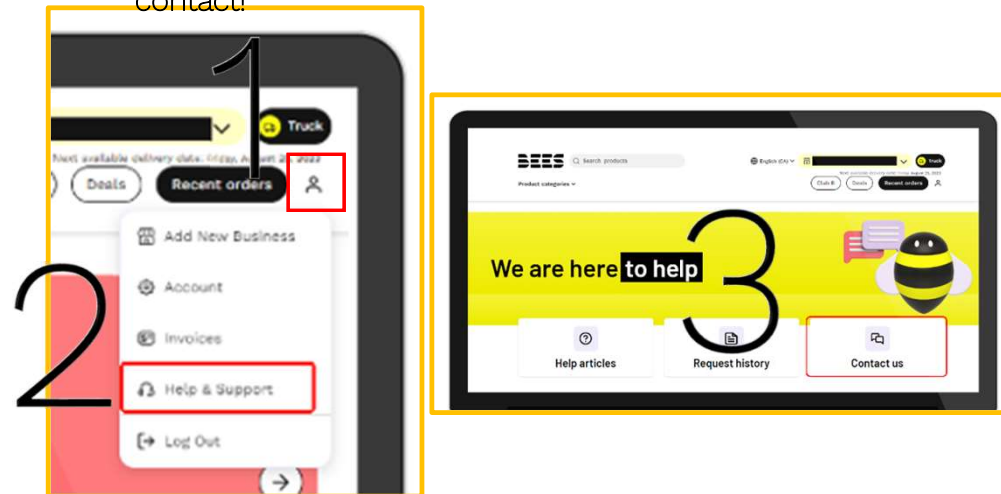 contact!
1
Truck
Next available delivery date: Friday, August 25, 2023
Deals
Recent orders
2
Add New Business
Account
Invoices
Help & Support
Log Out
BEES
Search products
English (CA)
Truck
Product categories
Club B
Deals
Recent orders
We are here to help
3
Help articles
Request history
Contact us